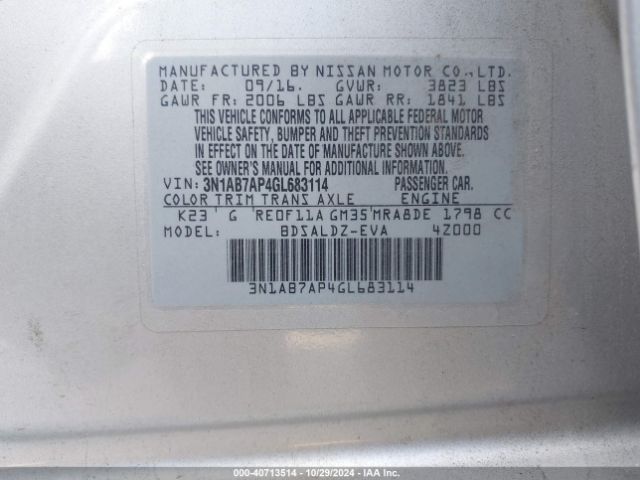 MANUFACTURED BY NISSAN MOTOR CO., LTD.
DATE: 09/16. GVWR: 3823 LBS
GAWR FR: 2006 LBS GAWR RR: 1841 LBS
THIS VEHICLE CONFORMS TO ALL APPLICABLE FEDERAL MOTOR
VEHICLE SAFETY, BUMPER AND THEFT PREVENTION STANDARDS
IN EFFECT ON THE DATE OF MANUFACTURE SHOWN ABOVE.
SEE OWNER'S MANUAL FOR ADDITIONAL INFORMATION.
VIN: 3N1AB7AP4GL683114 PASSENGER CAR.
COLOR TRIM TRANS AXLE ENGINE
K23 G RE0F11A GM35 MRA8DE 1798 CC
MODEL: BDSALDZ-EVA 4Z000
3N1AB7AP4GL683114
000-40713514 | 10/29/2024 | IAA Inc.